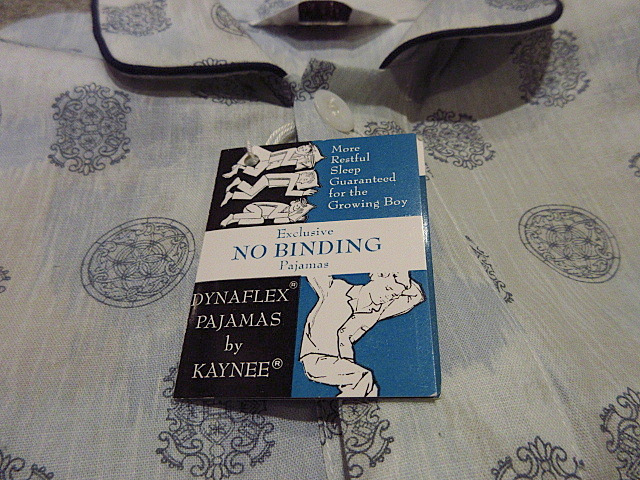 More
Restful
Sleep
Guaranteed
for the
Growing Boy
Exclusive
NO BINDING
Pajamas
DYNAFLEX®
PAJAMAS
by
KAYNEE®